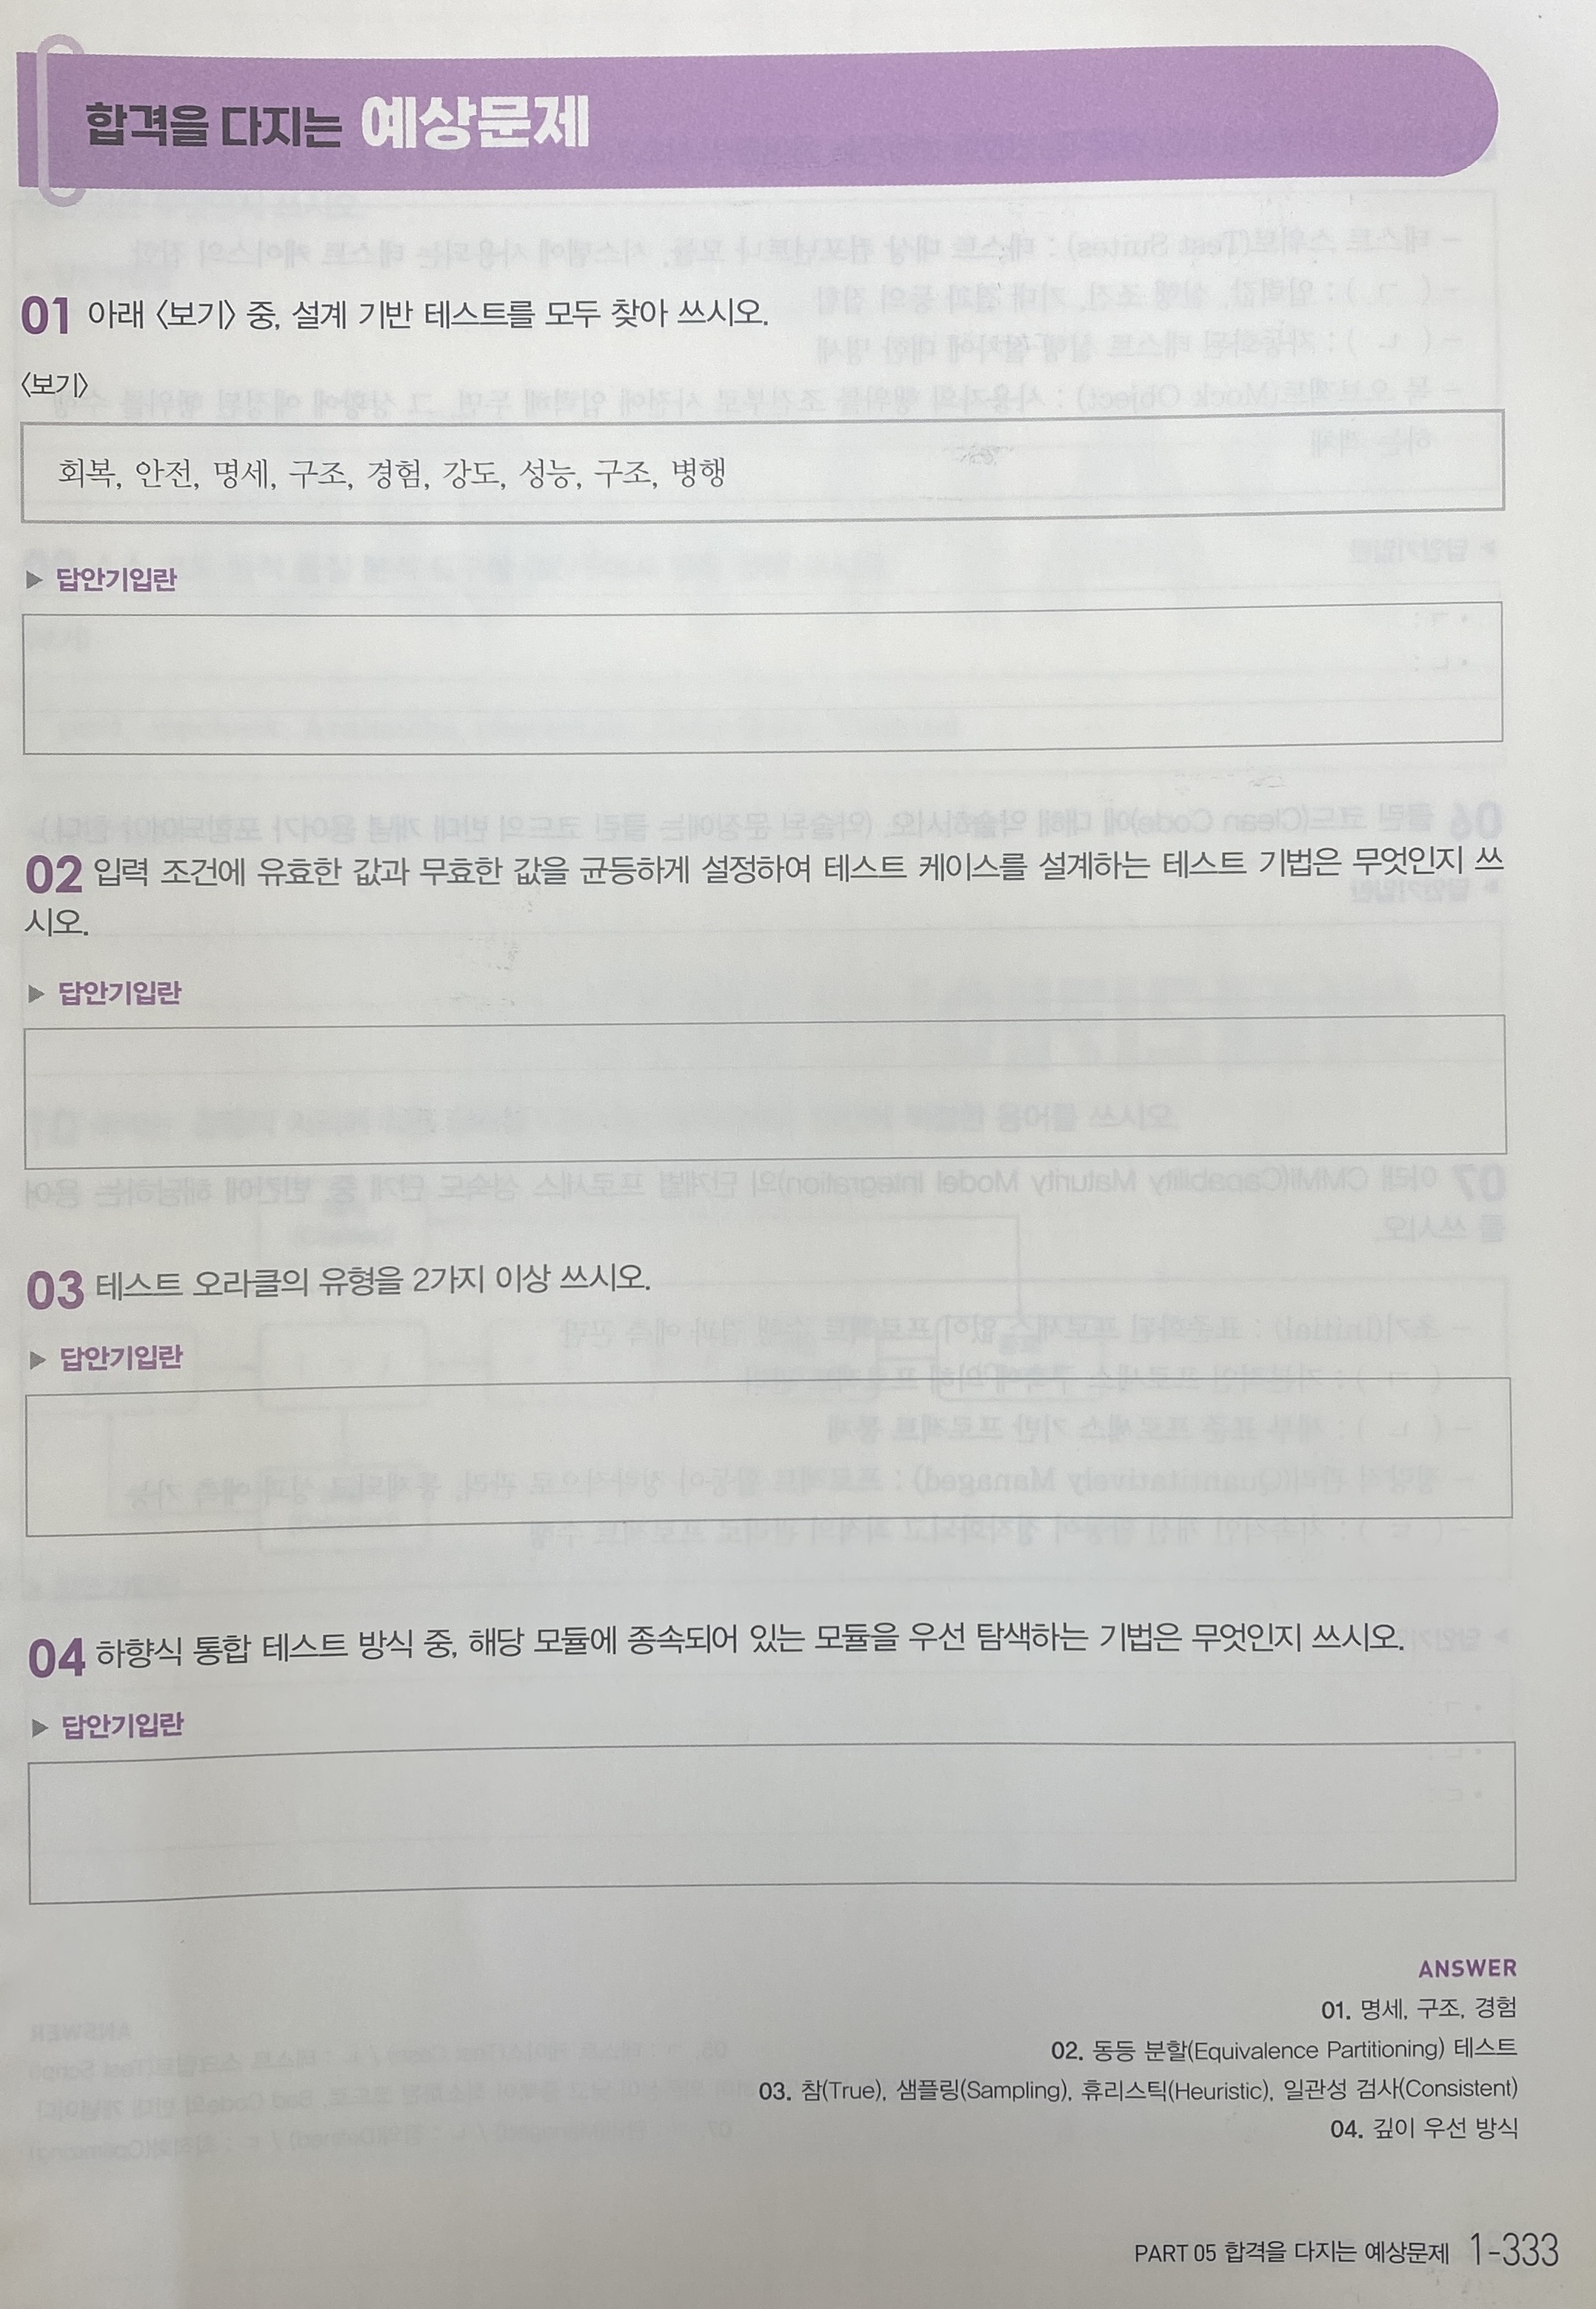 합격을 다지는 예상문제
01 아래 〈보기〉 중, 설계 기반 테스트를 모두 찾아 쓰시오.
〈보기〉
회복, 안전, 명세, 구조, 경험, 강도, 성능, 구조, 병행
▶ 답안기입란
02 입력 조건에 유효한 값과 무효한 값을 균등하게 설정하여 테스트 케이스를 설계하는 테스트 기법은 무엇인지 쓰
시오.
▶ 답안기입란
03 테스트 오라클의 유형을 2가지 이상 쓰시오.
▶ 답안기입란
04 하향식 통합 테스트 방식 중, 해당 모듈에 종속되어 있는 모듈을 우선 탐색하는 기법은 무엇인지 쓰시오.
▶ 답안기입란
ANSWER
01. 명세, 구조, 경험
02. 동등 분할(Equivalence Partitioning) 테스트
03. 참(True), 샘플링(Sampling), 휴리스틱(Heuristic), 일관성 검사(Consistent)
04. 깊이 우선 방식
PART 05 합격을 다지는 예상문제 1-333